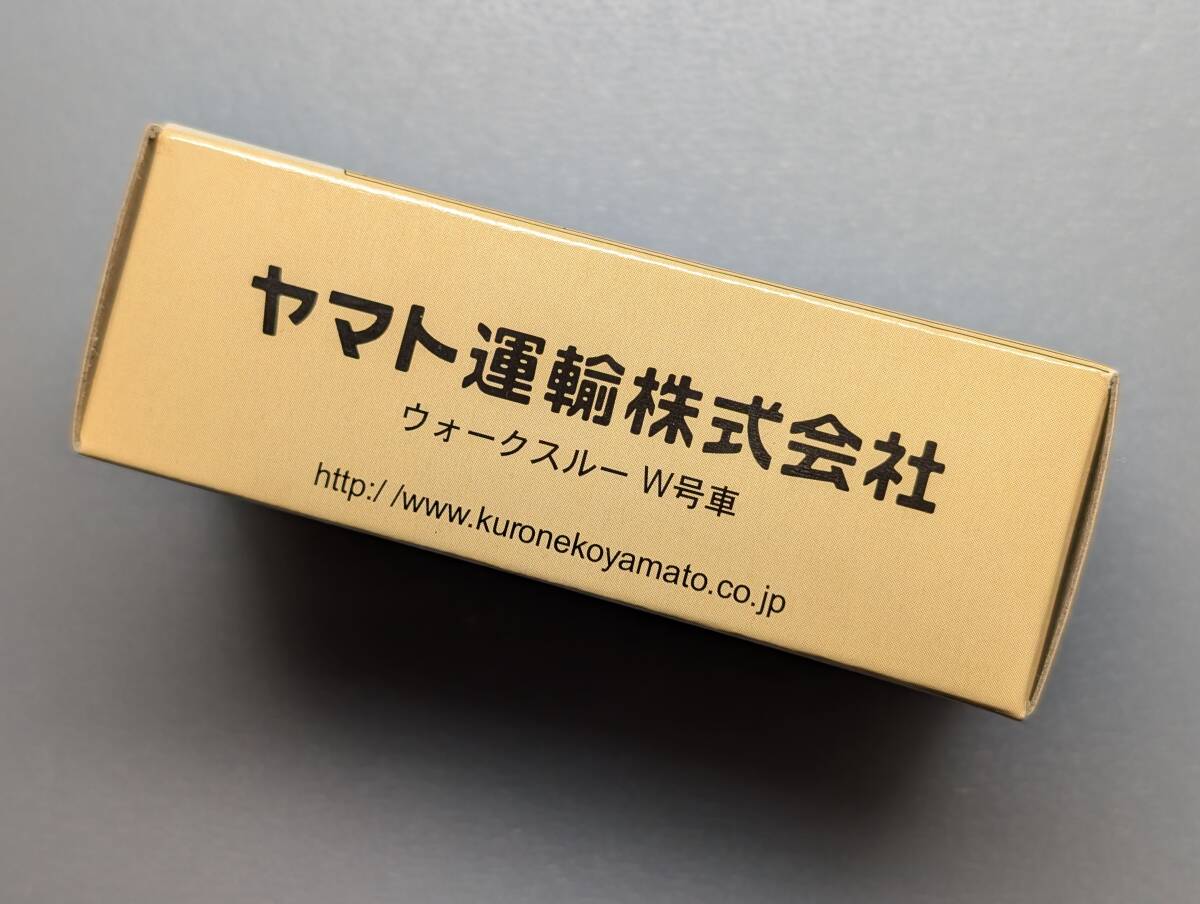 ヤマト運輸株式会社
ウォークスルー W号車
http://www.kuronekoyamato.co.jp